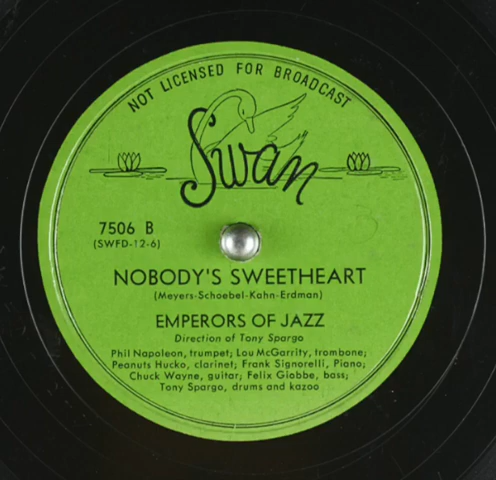 NOT LICENSED FOR BROADCAST
Swan
7506 B
(SWFD-12-6)
NOBODY'S SWEETHEART
(Meyers-Schoebel-Kahn-Erdman)
EMPERORS OF JAZZ
Direction of Tony Spargo
Phil Napoleon, trumpet; Lou McGarrity, trombone;
Peanuts Hucko, clarinet; Frank Signorelli, Piano;
Chuck Wayne, guitar; Felix Giobbe, bass;
Tony Spargo, drums and kazoo